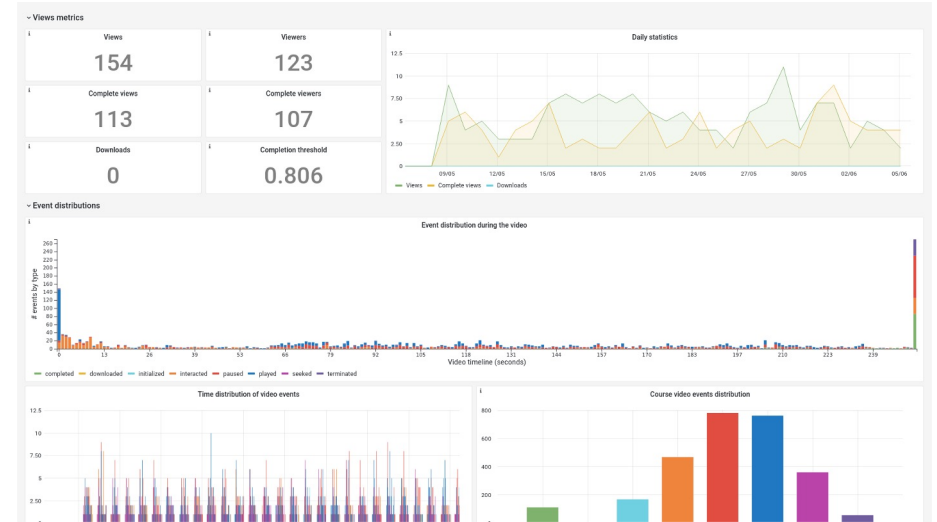 Views metrics
Views
154
Viewers
123
Complete views
113
Complete viewers
107
Downloads
0
Completion threshold
0.806
Daily statistics
12.5
10
7.50
5
2.50
0
09/05 12/05 15/05 18/05 21/05 24/05 27/05 30/05 02/06 05/06
Views Complete views Downloads
Event distributions
Event distribution during the video
# events by type
260
240
220
200
180
160
140
120
100
80
60
40
20
0
0 13 26 39 53 66 79 92 105 118 131 144 157 170 183 197 210 223 239
Video timeline (seconds)
completed downloaded initialized interacted paused played seeked terminated
Time distribution of video events
12.5
10
7.50
5
2.50
Course video events distribution
800
600
400
200